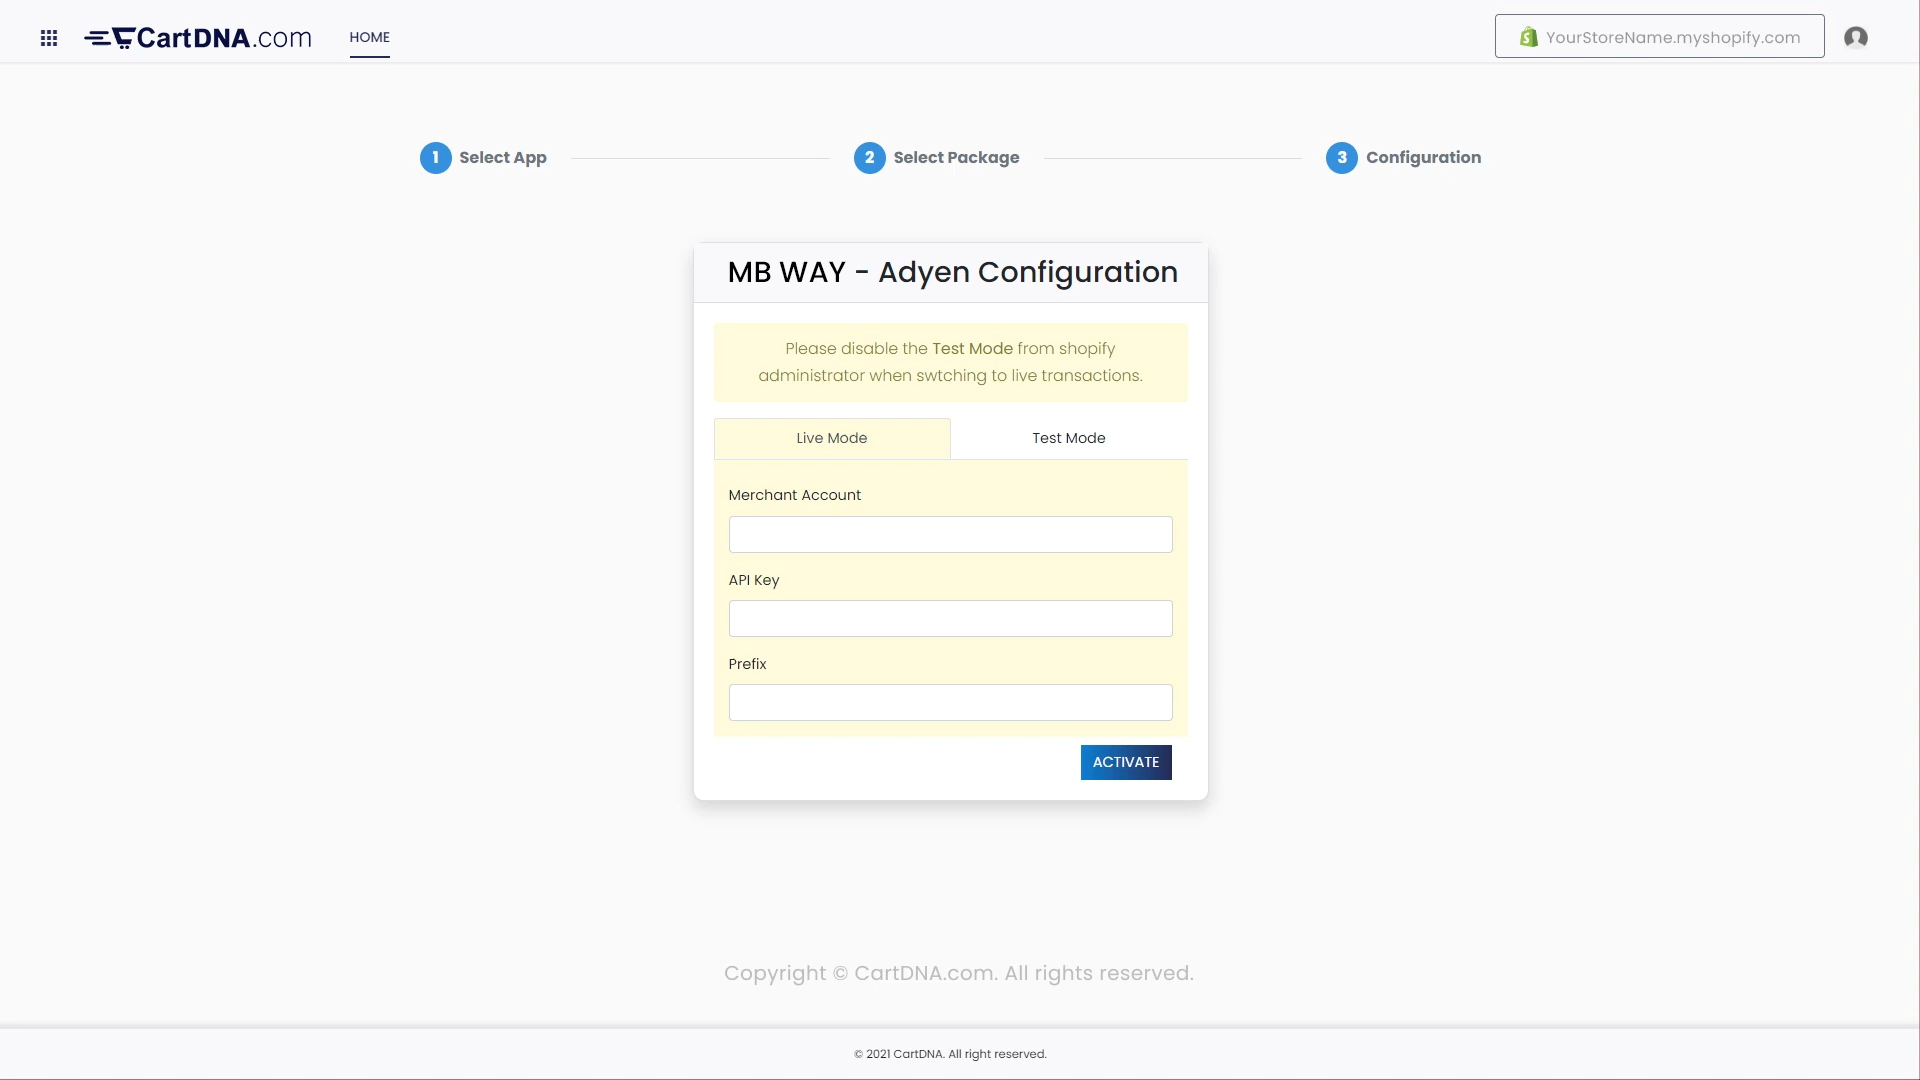 CartDNA.com
HOME
YourStoreName.myshopify.com
1 Select App
2 Select Package
3 Configuration
MB WAY - Adyen Configuration
Please disable the Test Mode from shopify
administrator when swtching to live transactions.
Live Mode
Test Mode
Merchant Account
API Key
Prefix
ACTIVATE
Copyright © CartDNA.com. All rights reserved.
© 2021 CartDNA. All right reserved.